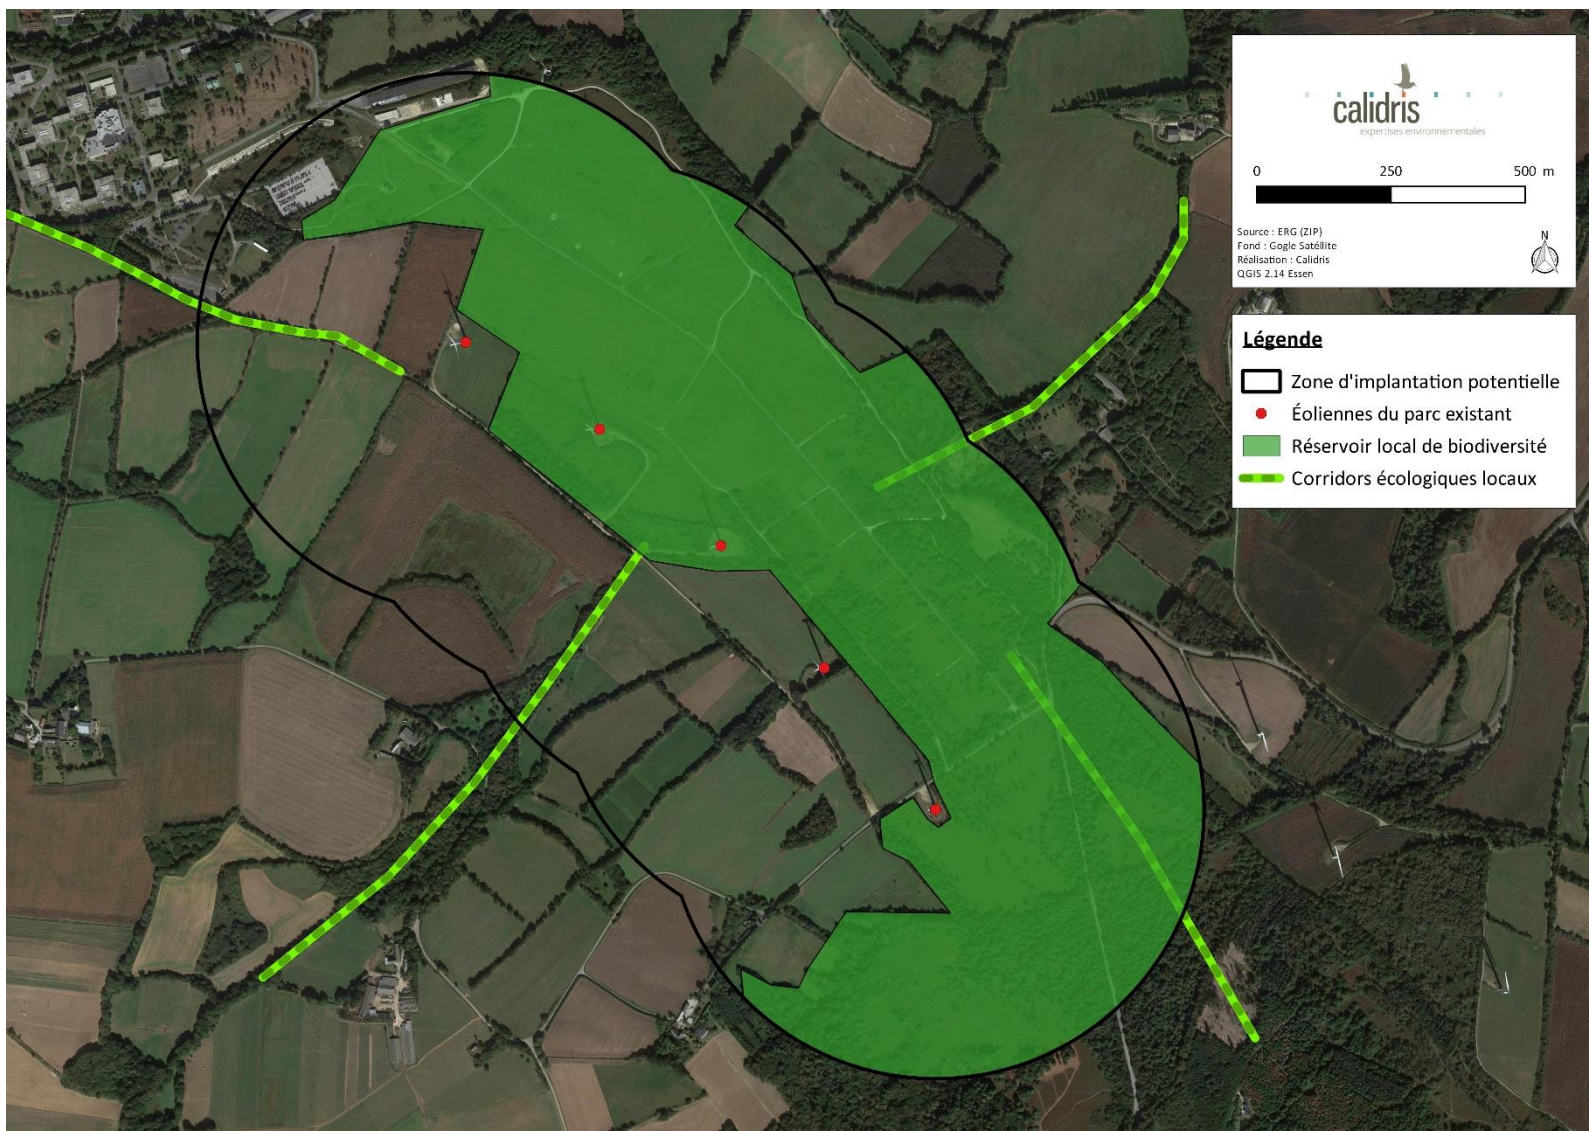 calidris
expertises environnementales
0 250 500 m
Source : ERG (ZIP)
Fond : Gogle Satéllite
Réalisation : Calidris
QGIS 2.14 Essen
N
Légende
Zone d'implantation potentielle
Éoliennes du parc existant
Réservoir local de biodiversité
Corridors écologiques locaux